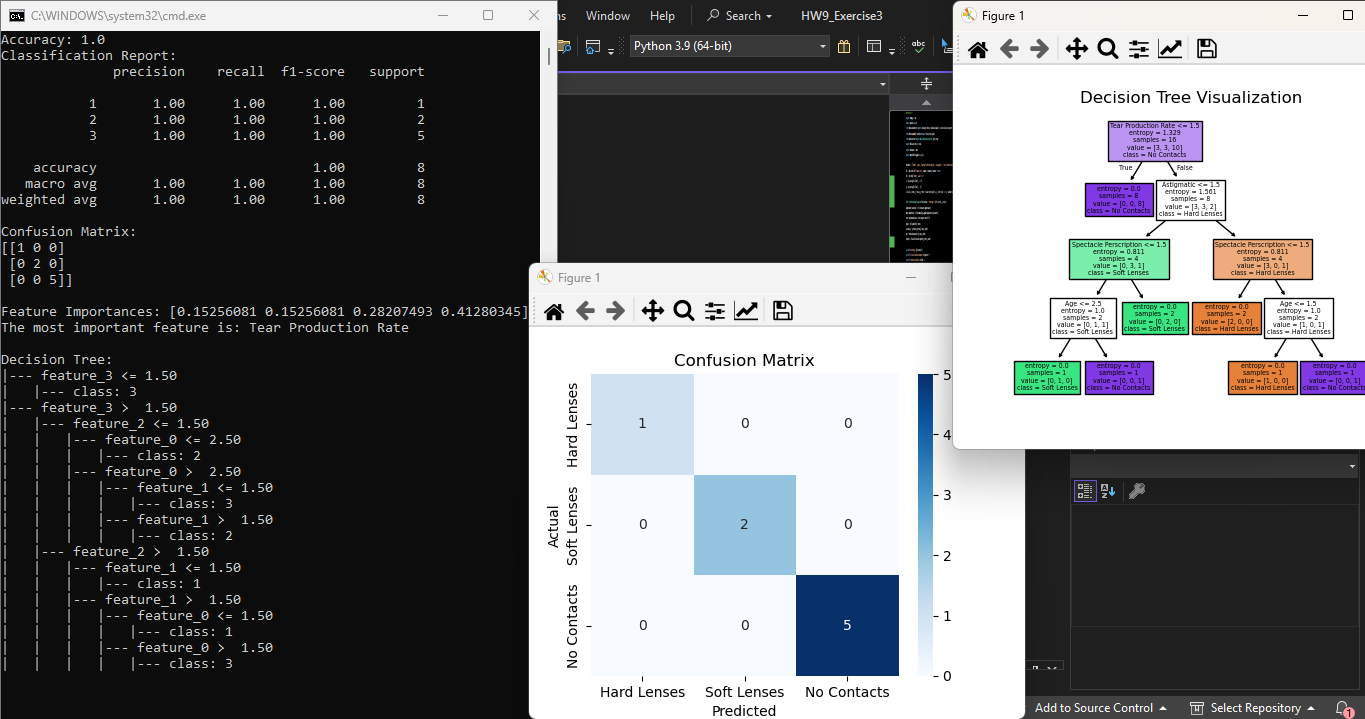 C:\WINDOWS\system32\cmd.exe
Accuracy: 1.0
Classification Report:
precision recall f1-score support
1 1.00 1.00 1.00 1
2 1.00 1.00 1.00 2
3 1.00 1.00 1.00 5
accuracy 1.00 8
macro avg 1.00 1.00 1.00 8
weighted avg 1.00 1.00 1.00 8
Confusion Matrix:
[[1 0 0]
[0 2 0]
[0 0 5]]
Feature Importances: [0.15256081 0.15256081 0.28207493 0.41280345]
The most important feature is: Tear Production Rate
Decision Tree:
|--- feature_3 <= 1.50
|   |--- class: 3
|--- feature_3 >  1.50
|   |--- feature_2 <= 1.50
|   |   |--- feature_0 <= 2.50
|   |   |   |--- class: 2
|   |   |--- feature_0 >  2.50
|   |   |   |--- feature_1 <= 1.50
|   |   |   |   |--- class: 3
|   |   |   |--- feature_1 >  1.50
|   |   |   |   |--- class: 2
|   |--- feature_2 >  1.50
|   |   |--- feature_1 <= 1.50
|   |   |   |--- class: 1
|   |   |--- feature_1 >  1.50
|   |   |   |--- feature_0 <= 1.50
|   |   |   |   |--- class: 1
|   |   |   |--- feature_0 >  1.50
|   |   |   |   |--- class: 3
Window Help Search HW9_Exercise3
Python 3.9 (64-bit)
Figure 1
Confusion Matrix
Hard Lenses 1 0 0
Soft Lenses 0 2 0
No Contacts 0 0 5
Actual
Hard Lenses Soft Lenses No Contacts
Predicted
5
4
3
2
1
0
Figure 1
Decision Tree Visualization
Tear Production Rate <= 1.5
entropy = 1.329
samples = 16
value = [3, 3, 10]
class = No Contacts
True False
entropy = 0.0
samples = 8
value = [0, 0, 8]
class = No Contacts
Astigmatic <= 1.5
entropy = 1.561
samples = 8
value = [3, 3, 2]
class = Hard Lenses
Spectacle Perscription <= 1.5
entropy = 0.811
samples = 4
value = [0, 3, 1]
class = Soft Lenses
Spectacle Perscription <= 1.5
entropy = 0.811
samples = 4
value = [3, 0, 1]
class = Hard Lenses
Age <= 2.5
entropy = 1.0
samples = 2
value = [0, 1, 1]
class = Soft Lenses
entropy = 0.0
samples = 2
value = [0, 2, 0]
class = Soft Lenses
entropy = 0.0
samples = 2
value = [2, 0, 0]
class = Hard Lenses
Age <= 1.5
entropy = 1.0
samples = 2
value = [1, 0, 1]
class = Hard Lenses
entropy = 0.0
samples = 1
value = [0, 1, 0]
class = Soft Lenses
entropy = 0.0
samples = 1
value = [0, 0, 1]
class = No Contacts
entropy = 0.0
samples = 1
value = [1, 0, 0]
class = Hard Lenses
entropy = 0.0
samples = 1
value = [0, 0, 1]
class = No Contacts
Add to Source Control Select Repository 1